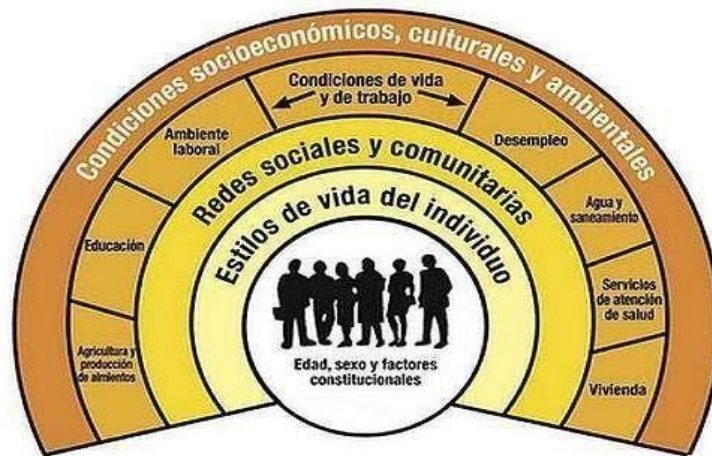 Condiciones socioeconómicos, culturales y ambientales
Condiciones de vida
y de trabajo
Ambiente
laboral
Desempleo
Redes sociales y comunitarias
Agua y
saneamiento
Educación
Estilos de vida del individuo
Servicios
de atención
de salud
Agricultura y
producción
de alimientos
Edad, sexo y factores
constitucionales
Vivienda